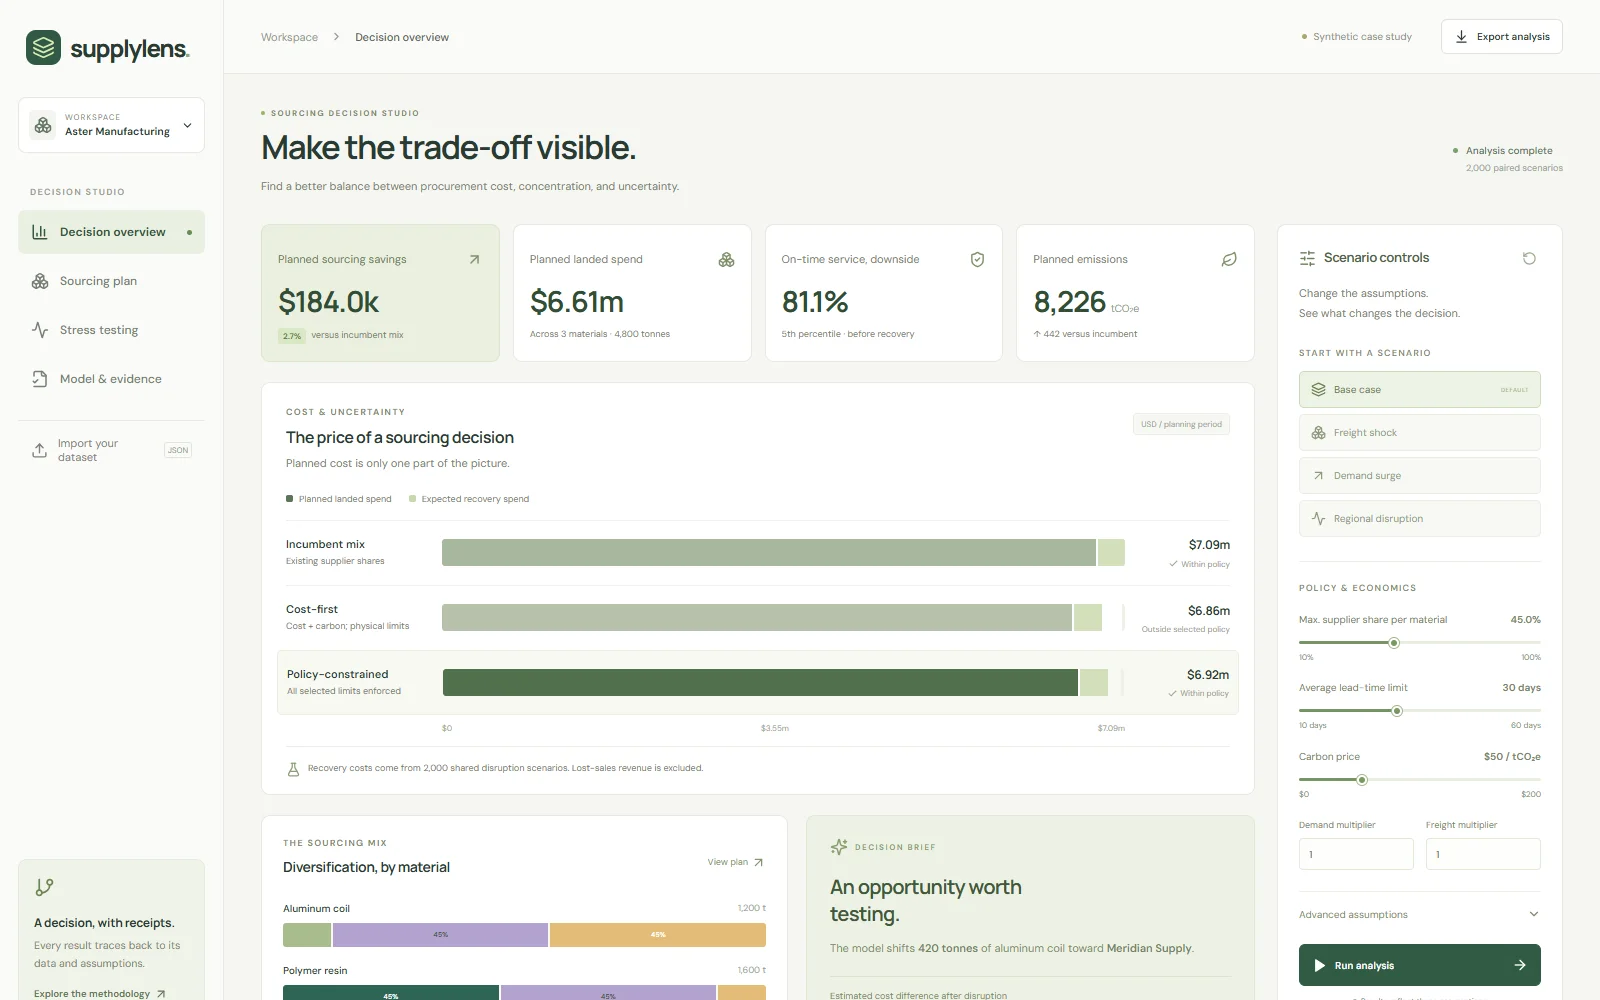 supplylens.
WORKSPACE
Aster Manufacturing
DECISION STUDIO
Decision overview
Sourcing plan
Stress testing
Model & evidence
Import your
dataset
JSON
A decision, with receipts.
Every result traces back to its
data and assumptions.
Explore the methodology
Workspace
Decision overview
Synthetic case study
Export analysis
SOURCING DECISION STUDIO
Make the trade-off visible.
Find a better balance between procurement cost, concentration, and uncertainty.
Analysis complete
2,000 paired scenarios
Planned sourcing savings
$184.0k
2.7% versus incumbent mix
Planned landed spend
$6.61m
Across 3 materials · 4,800 tonnes
On-time service, downside
81.1%
5th percentile · before recovery
Planned emissions
8,226 tCO₂e
↑ 442 versus incumbent
COST & UNCERTAINTY
The price of a sourcing decision
Planned cost is only one part of the picture.
USD / planning period
Planned landed spend
Expected recovery spend
Incumbent mix
Existing supplier shares
$7.09m
Within policy
Cost-first
Cost + carbon; physical limits
$6.86m
Outside selected policy
Policy-constrained
All selected limits enforced
$6.92m
Within policy
$0
$3.55m
$7.09m
Recovery costs come from 2,000 shared disruption scenarios. Lost-sales revenue is excluded.
THE SOURCING MIX
Diversification, by material
View plan
Aluminum coil
1,200 t
45%
45%
Polymer resin
1,600 t
45%
45%
DECISION BRIEF
An opportunity worth
testing.
The model shifts 420 tonnes of aluminum coil toward Meridian Supply.
Estimated cost difference after disruption
Scenario controls
Change the assumptions.
See what changes the decision.
START WITH A SCENARIO
Base case
DEFAULT
Freight shock
Demand surge
Regional disruption
POLICY & ECONOMICS
Max. supplier share per material
45.0%
10%
100%
Average lead-time limit
30 days
10 days
60 days
Carbon price
$50 / tCO₂e
$0
$200
Demand multiplier
Freight multiplier
1
1
Advanced assumptions
Run analysis